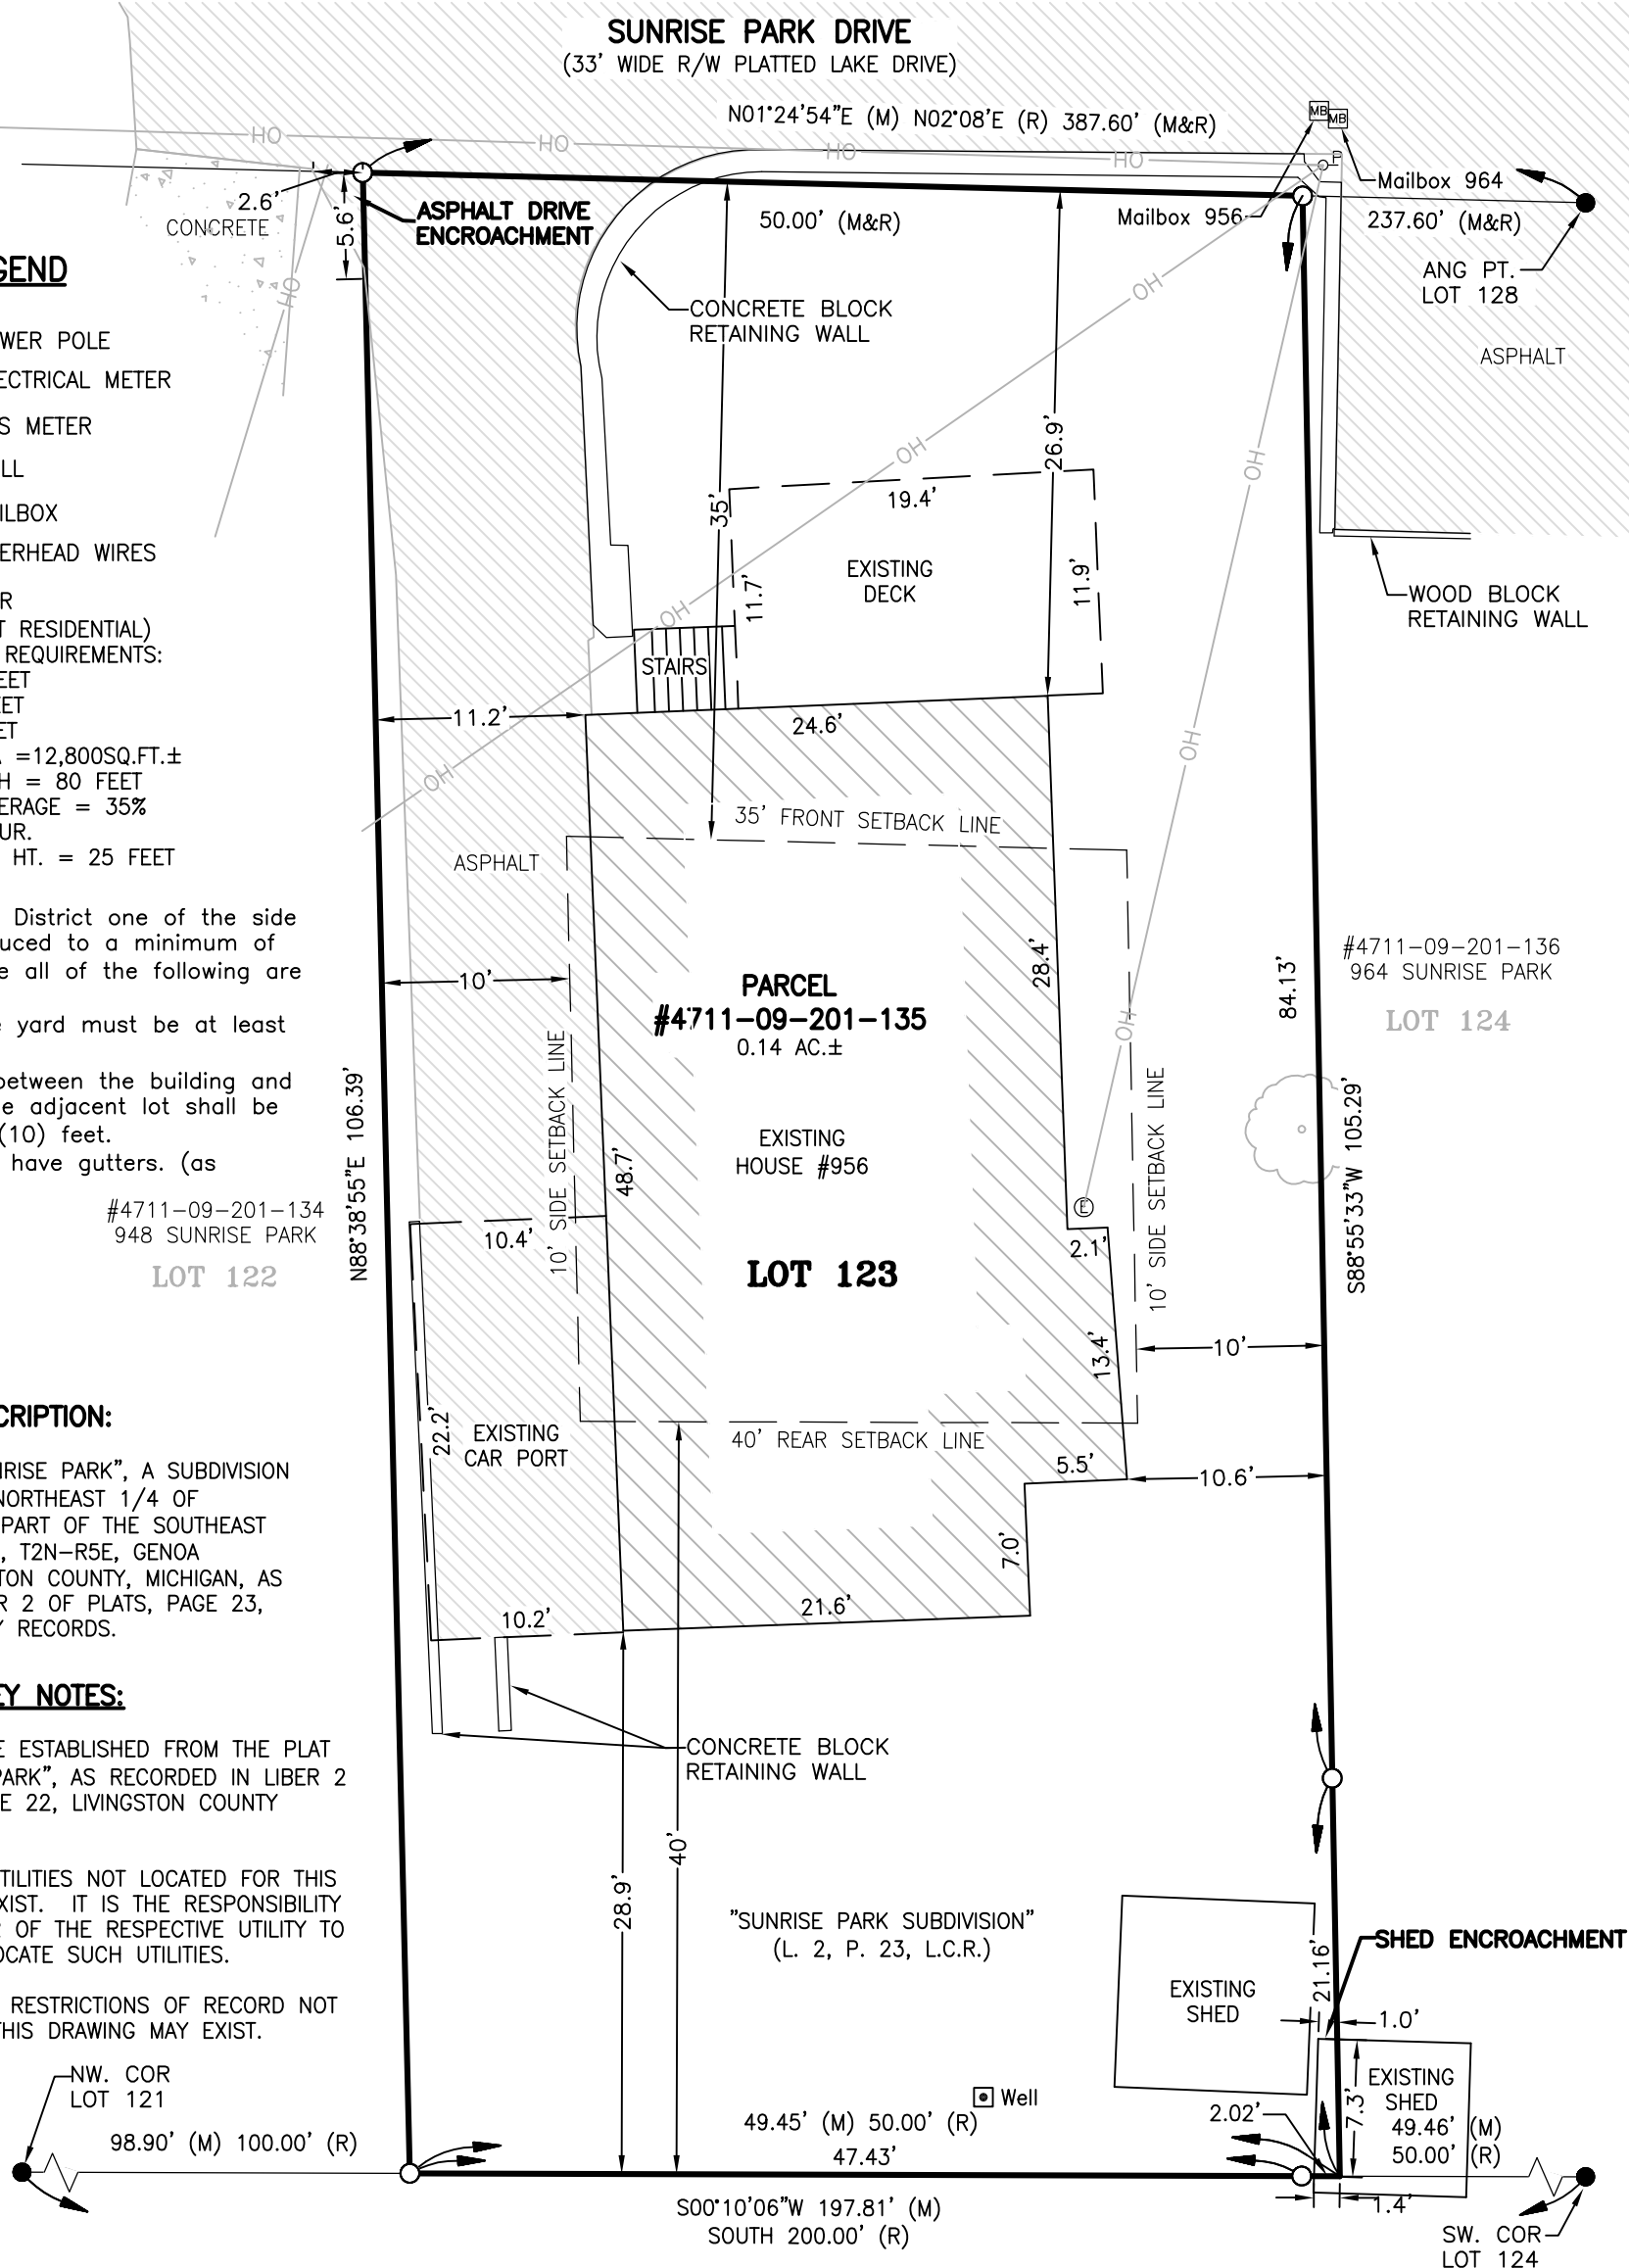 SUNRISE PARK DRIVE
(33' WIDE R/W PLATTED LAKE DRIVE)
N01°24'54"E (M) N02°08'E (R) 387.60' (M&R)
MB
MB
OH
OH
OH
OH
P
Mailbox 964
2.6'
CONCRETE
5.6'
ASPHALT DRIVE
ENCROACHMENT
50.00' (M&R)
Mailbox 956
237.60' (M&R)
ANG PT.
LOT 128
OH
OH
CONCRETE BLOCK
RETAINING WALL
ASPHALT
GEND
WER POLE
ECTRICAL METER
S METER
LL
ILBOX
ERHEAD WIRES
R
T RESIDENTIAL)
REQUIREMENTS:
EET
EET
ET
=12,800SQ.FT.±
H = 80 FEET
ERAGE = 35%
UR.
HT. = 25 FEET
35'
26.9'
OH
OH
19.4'
11.7'
EXISTING
DECK
11.9'
OH
STAIRS
WOOD BLOCK
RETAINING WALL
11.2'
24.6'
OH
OH
35' FRONT SETBACK LINE
ASPHALT
District one of the side
uced to a minimum of
e all of the following are
e yard must be at least
between the building and
e adjacent lot shall be
(10) feet.
have gutters. (as
10'
28.4'
PARCEL
#4711-09-201-135
0.14 AC.±
OH
84.13'
#4711-09-201-136
964 SUNRISE PARK
LOT 124
N88°38'55"E 106.39'
10' SIDE SETBACK LINE
48.7'
EXISTING
HOUSE #956
10' SIDE SETBACK LINE
S88°55'33"W 105.29'
#4711-09-201-134
948 SUNRISE PARK
LOT 122
10.4'
E
2.1'
LOT 123
13.4'
10'
CRIPTION:
NRISE PARK", A SUBDIVISION
NORTHEAST 1/4 OF
PART OF THE SOUTHEAST
, T2N-R5E, GENOA
TON COUNTY, MICHIGAN, AS
R 2 OF PLATS, PAGE 23,
Y RECORDS.
22.2'
EXISTING
CAR PORT
40' REAR SETBACK LINE
5.5'
10.6'
7.0'
10.2'
21.6'
EY NOTES:
E ESTABLISHED FROM THE PLAT
PARK", AS RECORDED IN LIBER 2
E 22, LIVINGSTON COUNTY
TILITIES NOT LOCATED FOR THIS
EXIST. IT IS THE RESPONSIBILITY
R OF THE RESPECTIVE UTILITY TO
OCATE SUCH UTILITIES.
RESTRICTIONS OF RECORD NOT
THIS DRAWING MAY EXIST.
CONCRETE BLOCK
RETAINING WALL
28.9'
40'
"SUNRISE PARK SUBDIVISION"
(L. 2, P. 23, L.C.R.)
EXISTING
SHED
21.16'
SHED ENCROACHMENT
1.0'
EXISTING
SHED
7.3'
NW. COR
LOT 121
98.90' (M) 100.00' (R)
Well
49.45' (M) 50.00' (R)
47.43'
2.02'
49.46' (M)
50.00' (R)
1.4'
S00°10'06"W 197.81' (M)
SOUTH 200.00' (R)
SW. COR
LOT 124